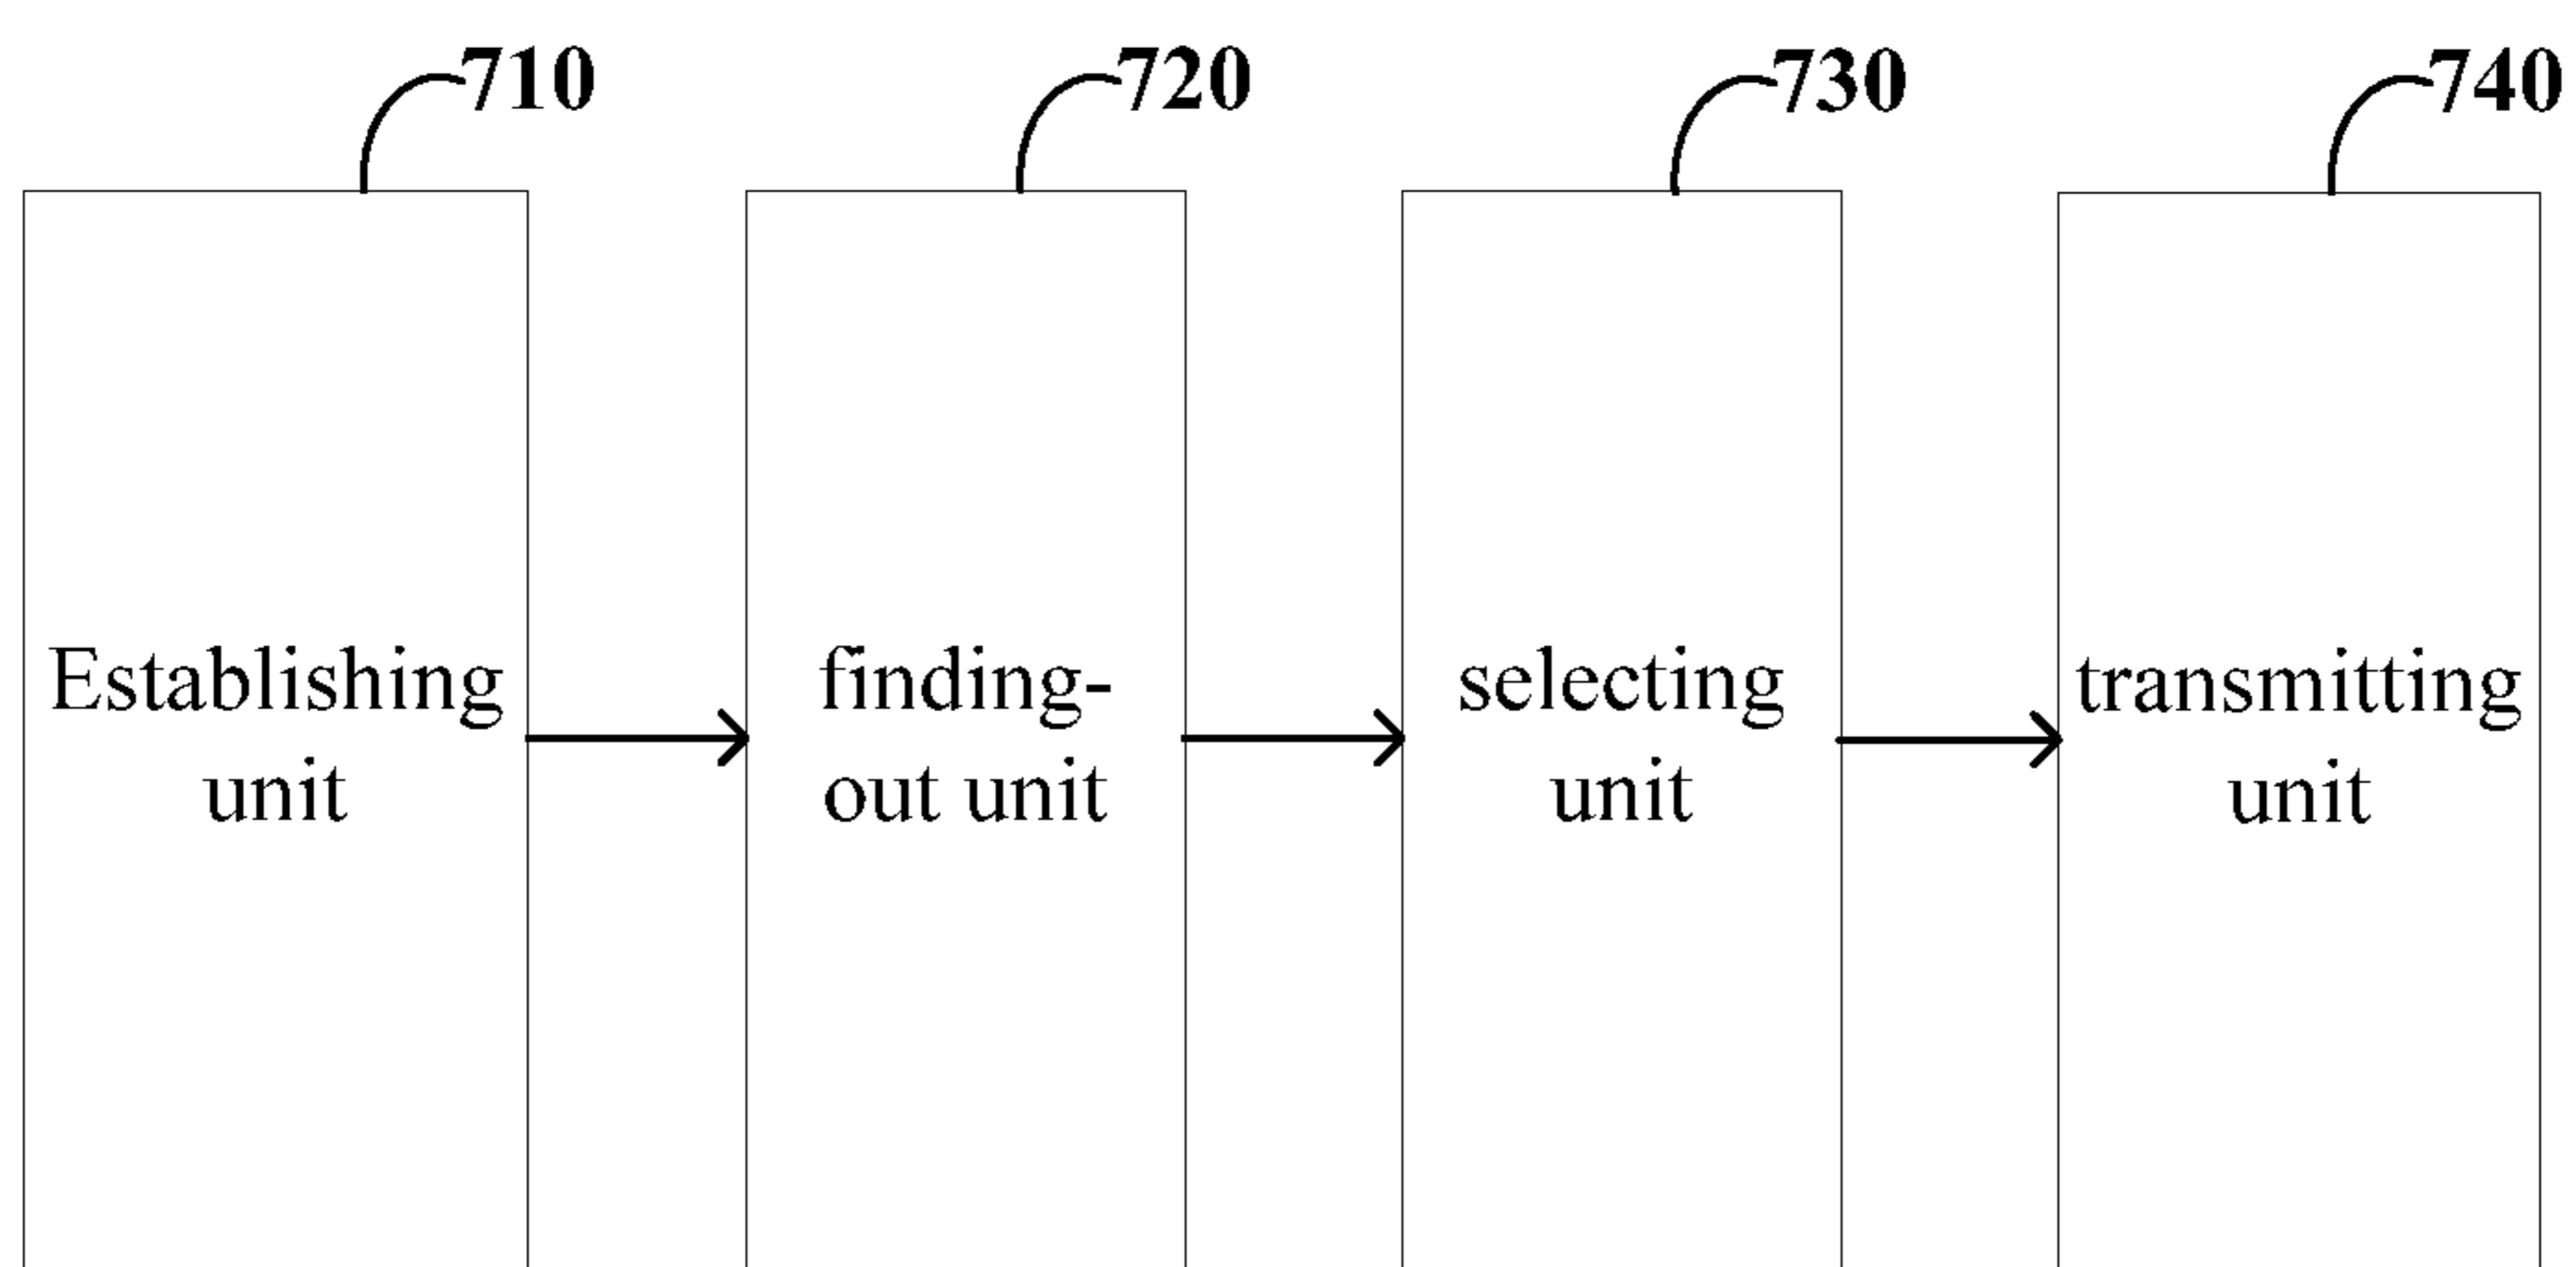 710
720
730
740
Establishing
unit
finding-
out unit
selecting
unit
transmitting
unit